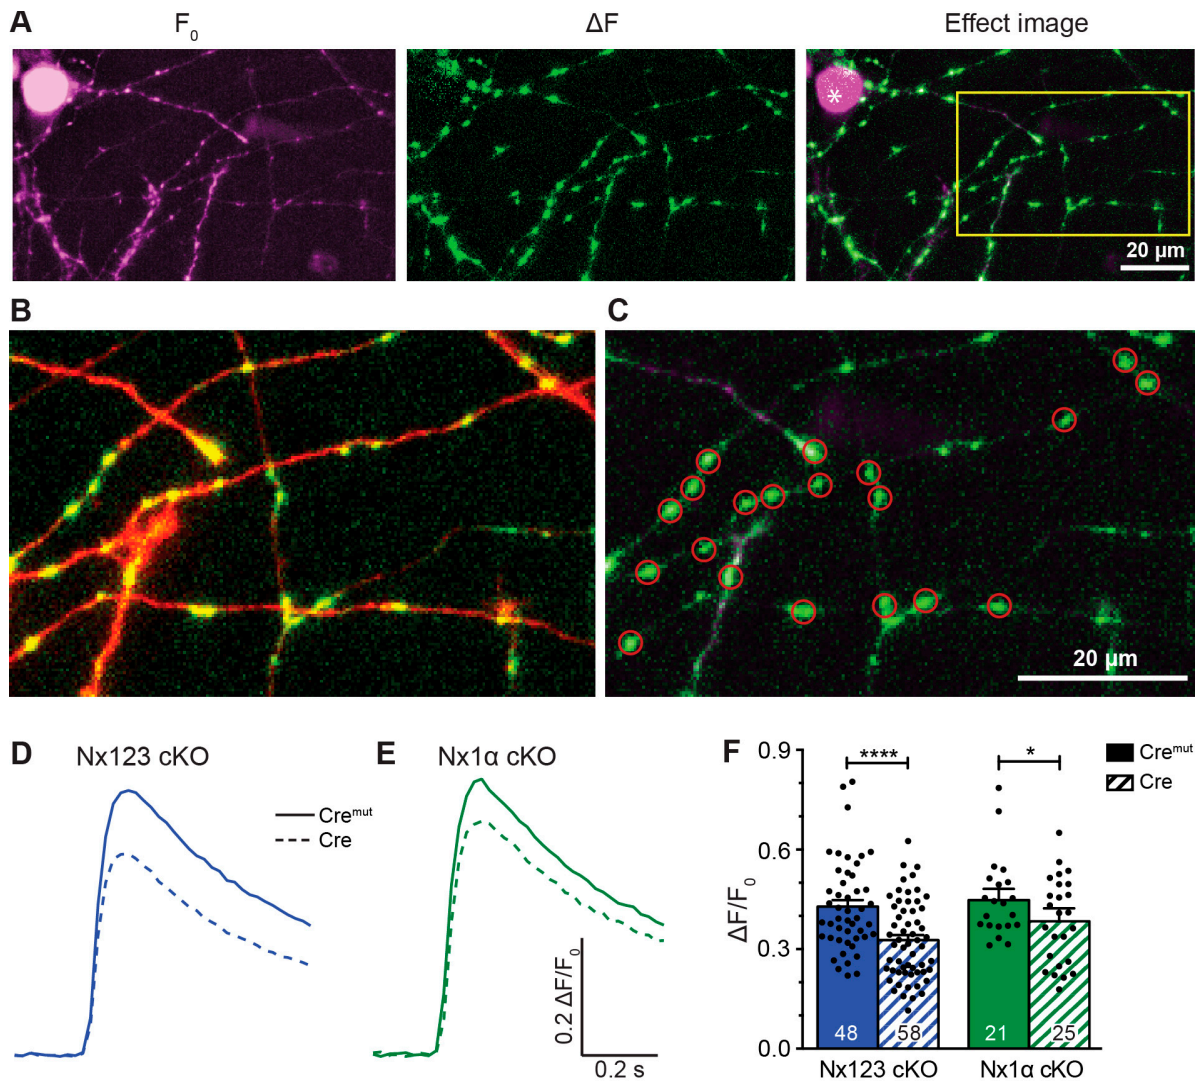 A
F0
ΔF
Effect image
*
20 µm
B
C
20 µm
D
Nx123 cKO
Cremut
Cre
E
Nx1α cKO
0.2 ΔF/F0
0.2 s
F
ΔF/F0
0.9
0.6
0.3
0.0
****
*
Cremut
Cre
48
58
21
25
Nx123 cKO
Nx1α cKO